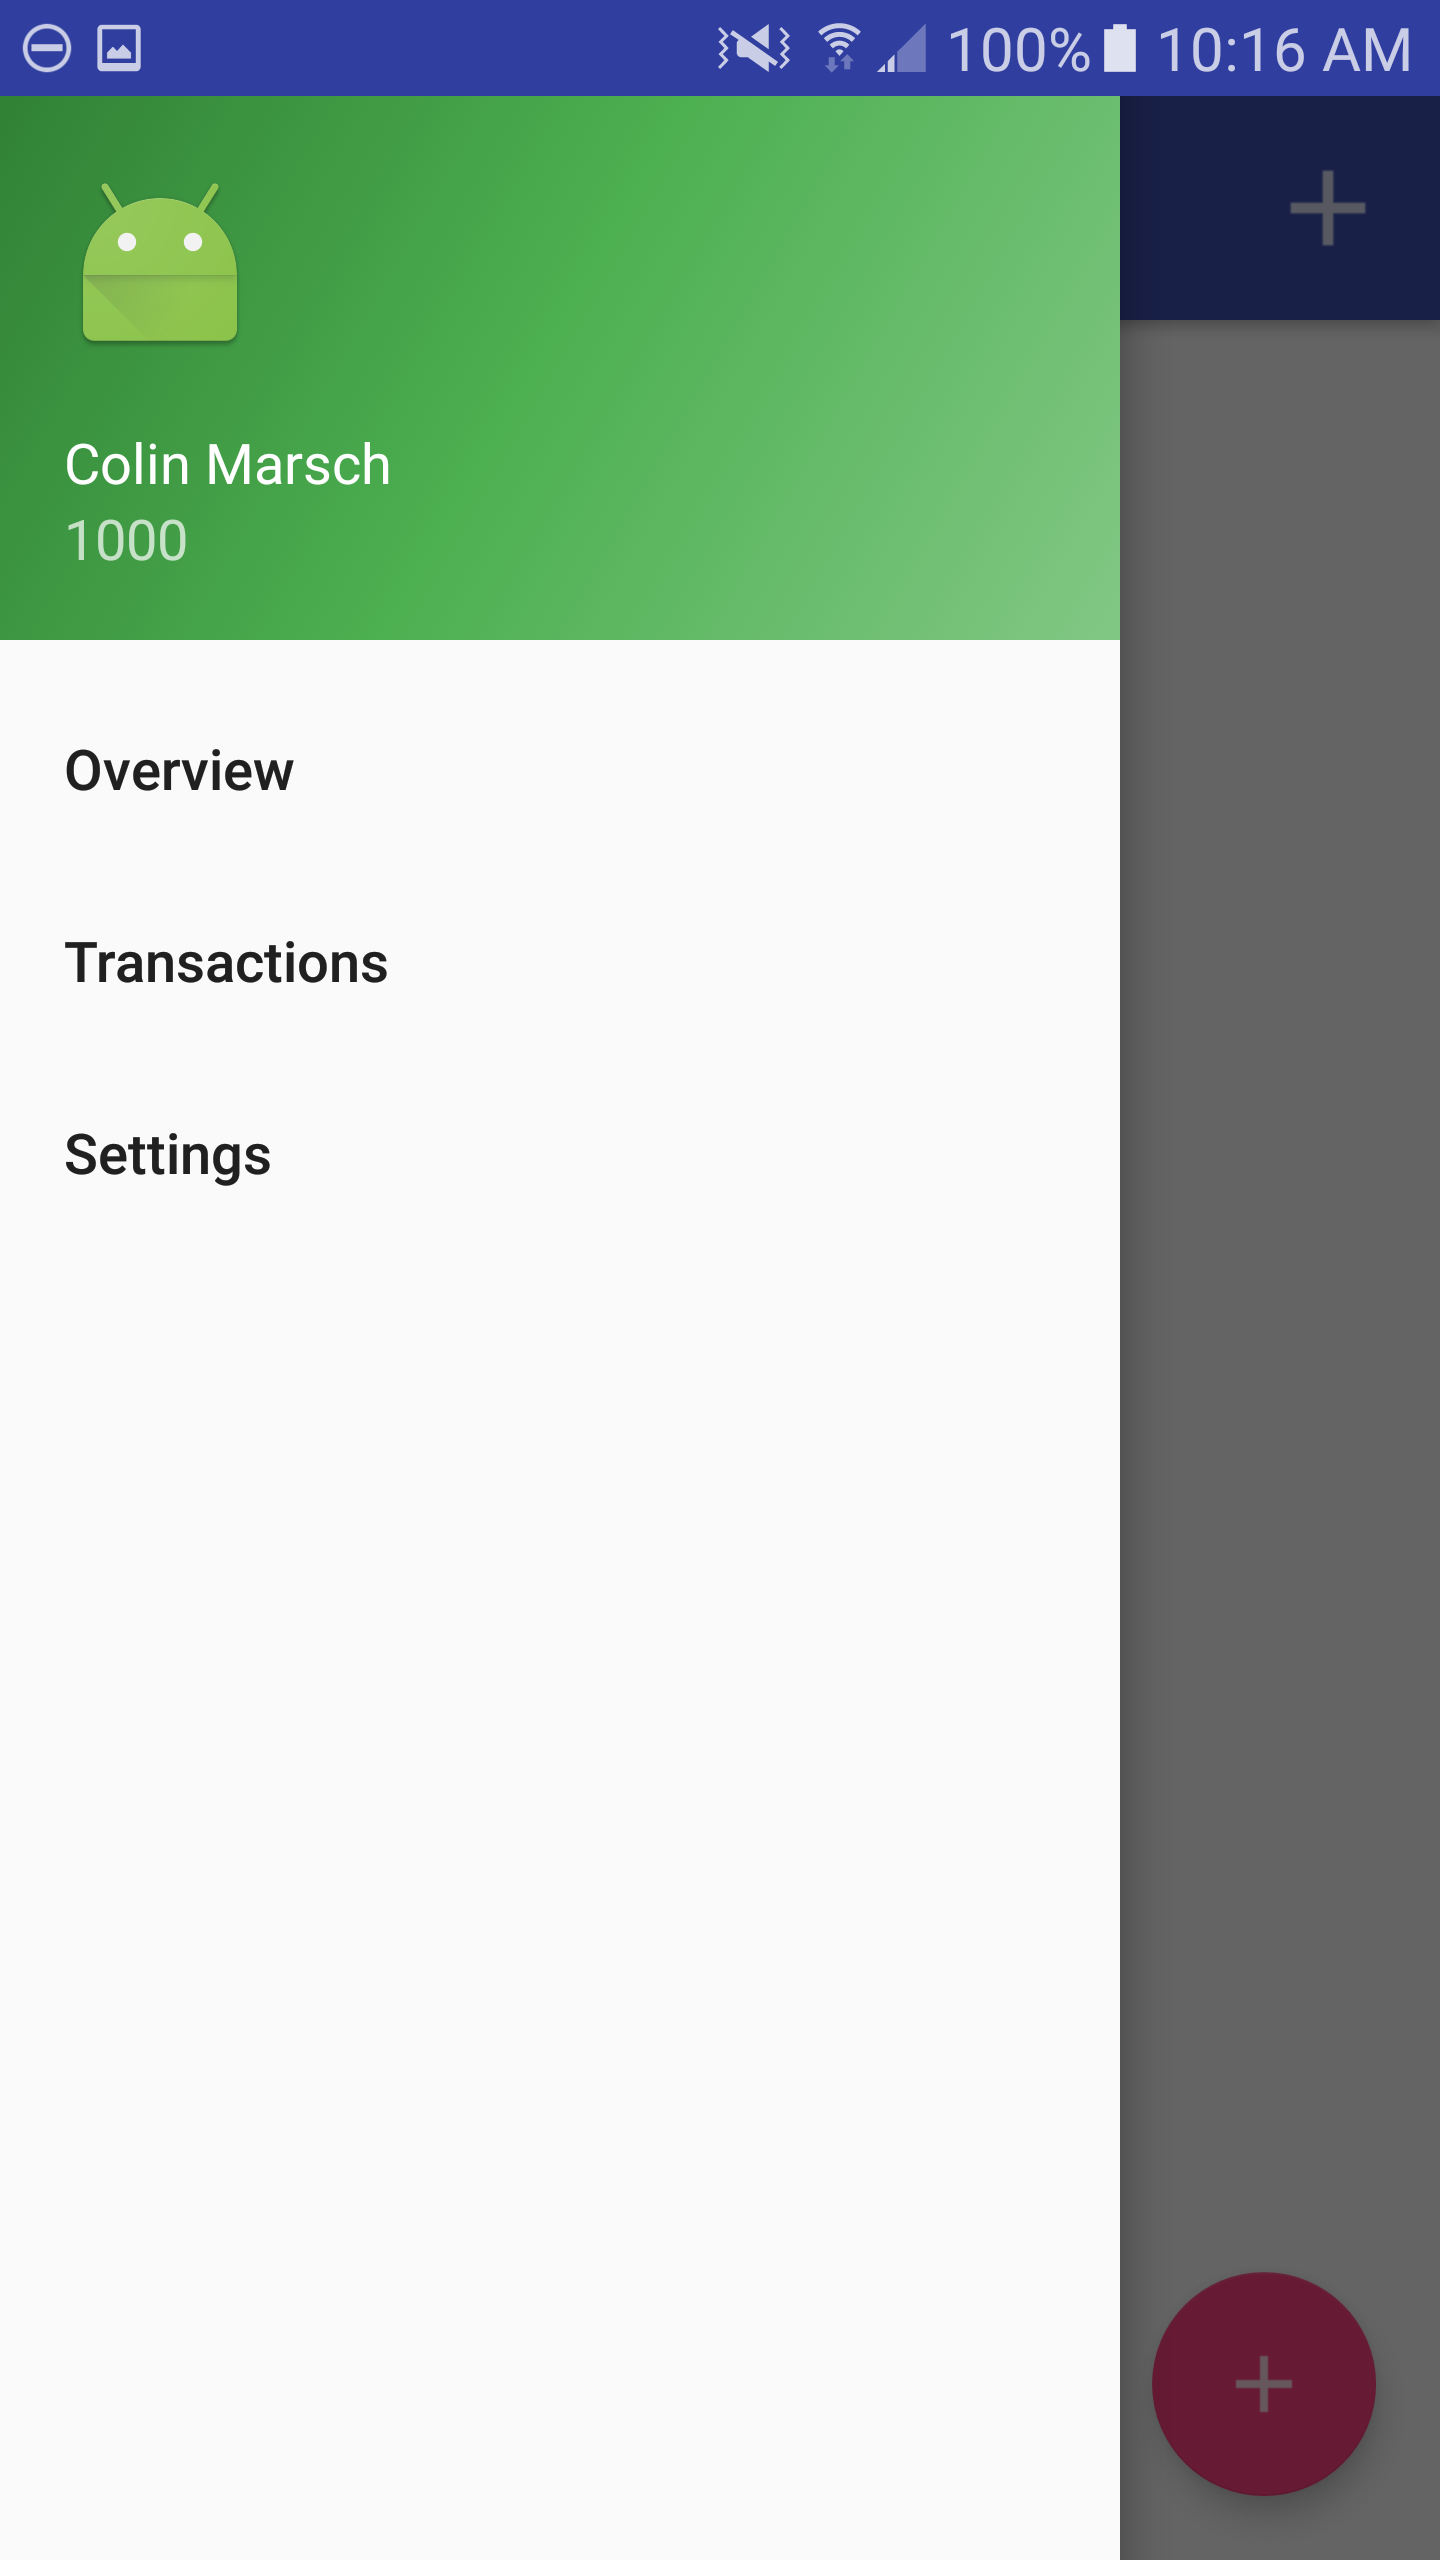 100% 10:16 AM
Colin Marsch
1000
Overview
Transactions
Settings